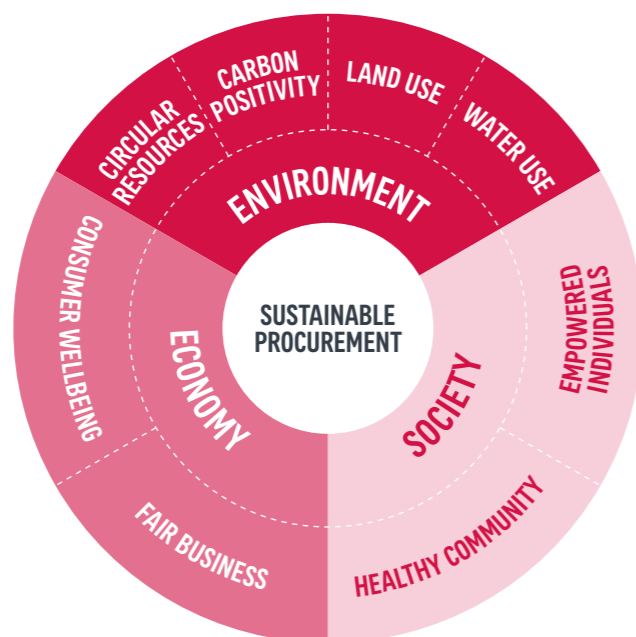 CIRCULAR
RESOURCES
CARBON
POSITIVITY
LAND USE
WATER USE
ENVIRONMENT
CONSUMER WELLBEING
ECONOMY
FAIR BUSINESS
SUSTAINABLE
PROCUREMENT
SOCIETY
EMPOWERED
INDIVIDUALS
HEALTHY COMMUNITY